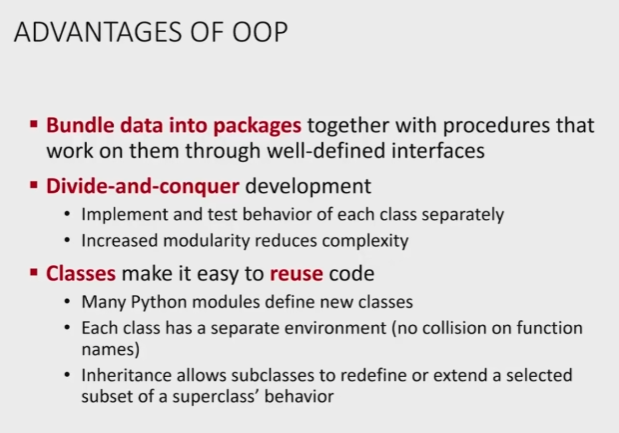 ADVANTAGES OF OOP
▪ Bundle data into packages together with procedures that
work on them through well-defined interfaces
▪ Divide-and-conquer development
• Implement and test behavior of each class separately
• Increased modularity reduces complexity
▪ Classes make it easy to reuse code
• Many Python modules define new classes
• Each class has a separate environment (no collision on function
names)
• Inheritance allows subclasses to redefine or extend a selected
subset of a superclass’ behavior